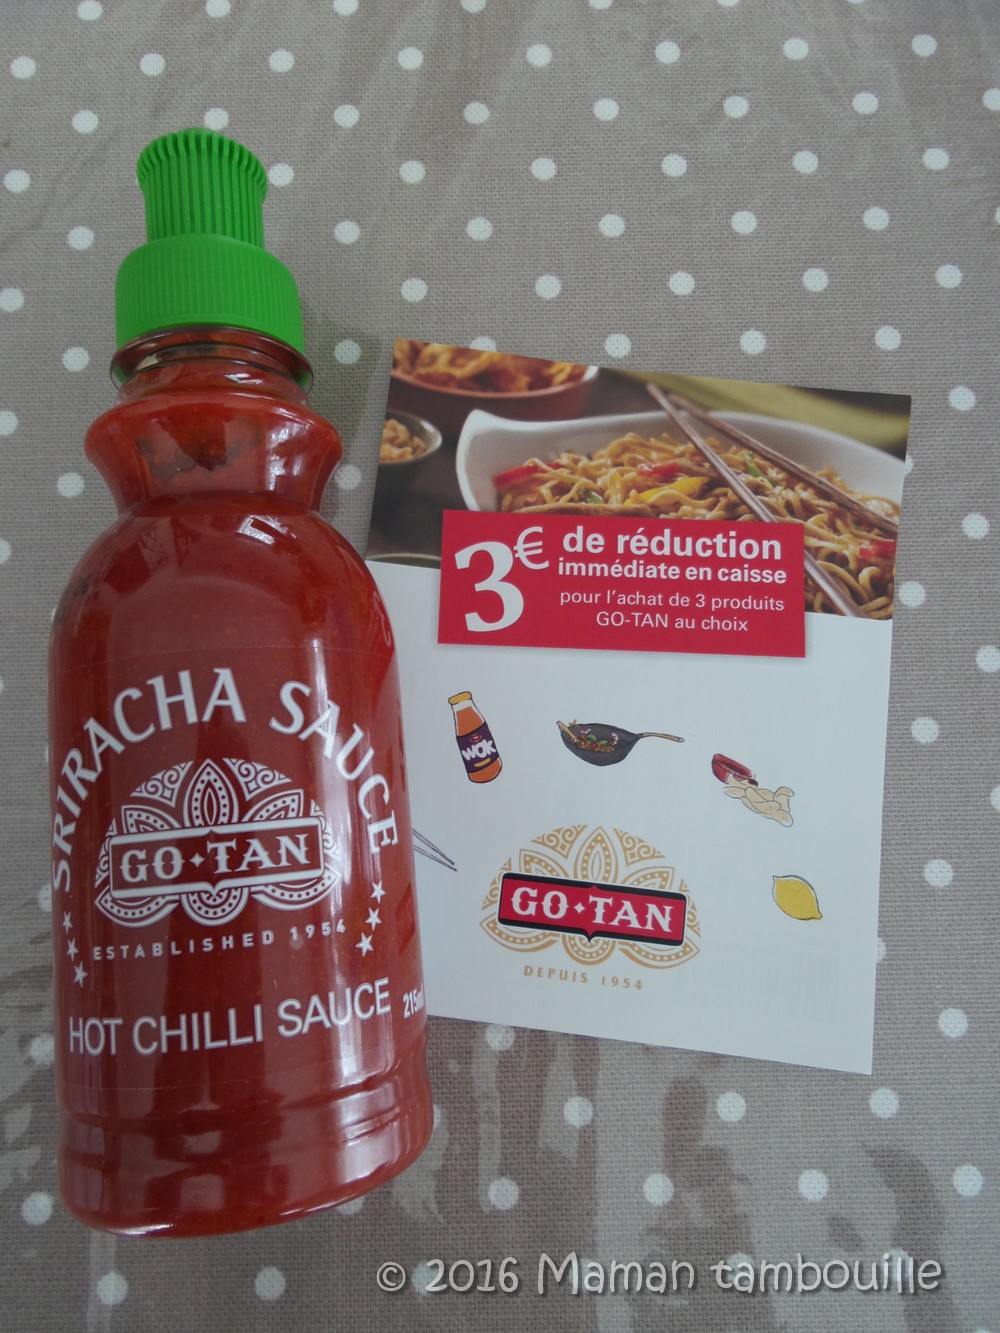 SRIRACHA SAUCE
GO·TAN
ESTABLISHED 1954
HOT CHILLI SAUCE
215ml
3€ de réduction
immédiate en caisse
pour l'achat de 3 produits
GO-TAN au choix
WOK
GO·TAN
DEPUIS 1954
© 2016 Maman tambouille